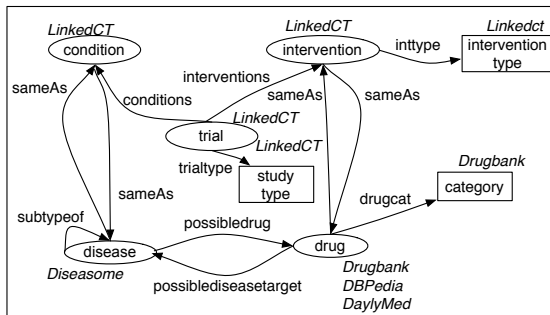 LinkedCT
condition
LinkedCT
intervention
inttype
Linkedct
intervention
type
interventions
sameAs
conditions
sameAs
sameAs
LinkedCT
trial
LinkedCT
trialtype
study
type
Drugbank
category
drugcat
sameAs
subtypeof
possibledrug
disease
drug
Diseasome
possiblediseasetarget
Drugbank
DBPedia
DaylyMed